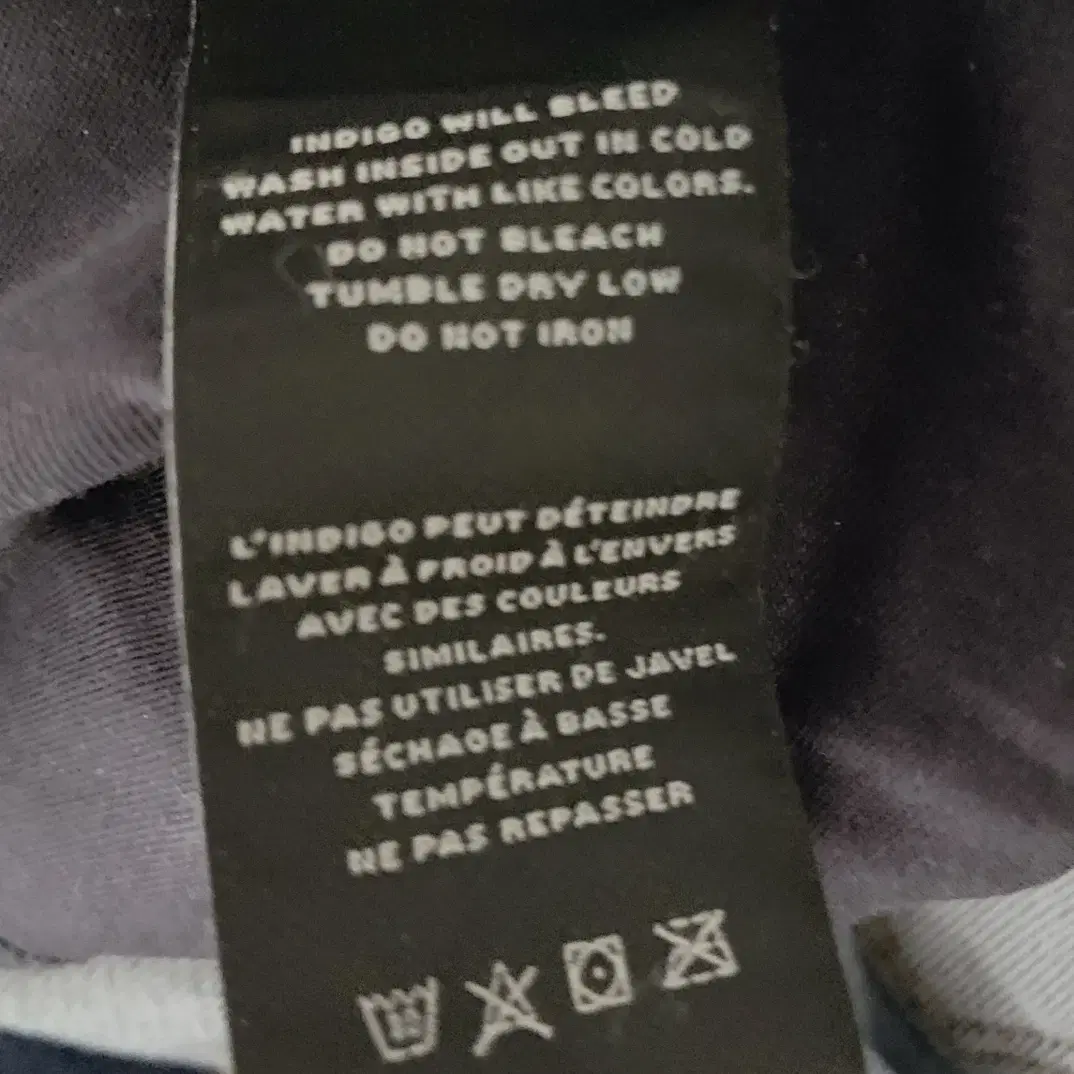 INDIGO WILL BLEED
WASH INSIDE OUT IN COLD
WATER WITH LIKE COLORS.
DO NOT BLEACH
TUMBLE DRY LOW
DO NOT IRON
L'INDIGO PEUT DÉTEINDRE
LAVER À FROID À L'ENVERS
AVEC DES COULEURS
SIMILAIRES.
NE PAS UTILISER DE JAVEL
SÉCHAGE À BASSE
TEMPÉRATURE
NE PAS REPASSER